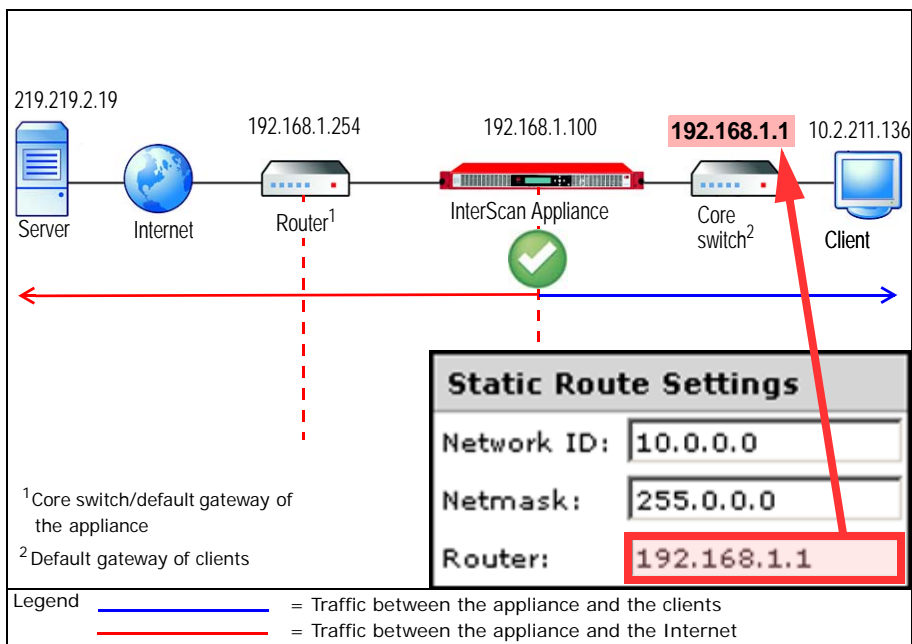 219.219.2.19
192.168.1.254
192.168.1.100
192.168.1.1
10.2.211.136
Server
Internet
Router1
InterScan Appliance
Core
switch2
Client
Static Route Settings
Network ID: 10.0.0.0
Netmask: 255.0.0.0
Router: 192.168.1.1
1Core switch/default gateway of
the appliance
2 Default gateway of clients
Legend
= Traffic between the appliance and the clients
= Traffic between the appliance and the Internet